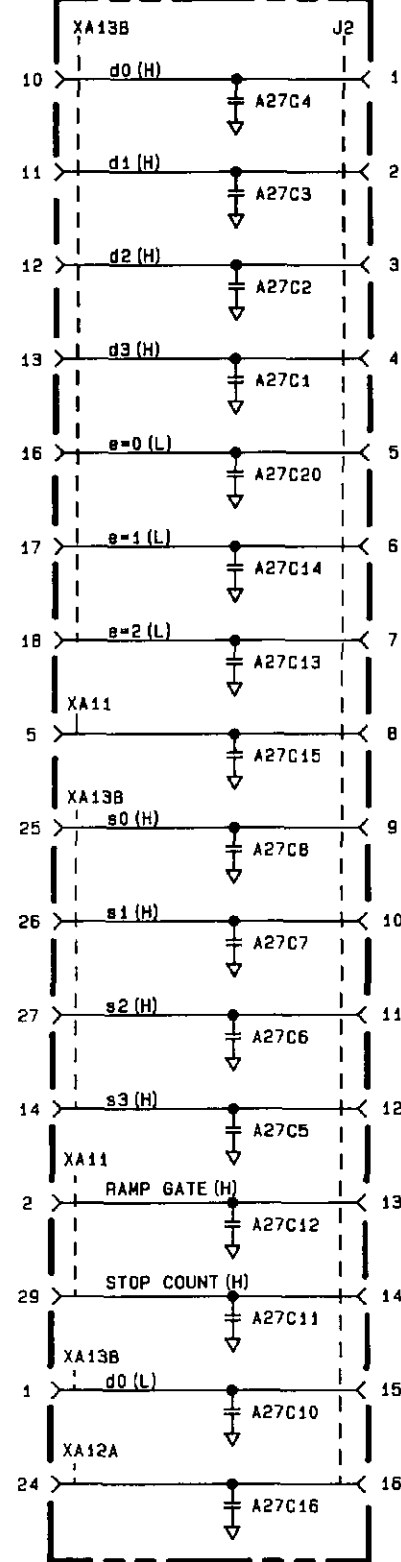 XA13B J2
10 d0(H) 1
A27C4
11 d1(H) 2
A27C3
12 d2(H) 3
A27C2
13 d3(H) 4
A27C1
16 e=0(L) 5
A27C20
17 e=1(L) 6
A27C14
18 e=2(L) 7
A27C13
XA11
5 8
A27C15
XA13B
25 s0(H) 9
A27C8
26 s1(H) 10
A27C7
27 s2(H) 11
A27C6
14 s3(H) 12
A27C5
XA11
2 RAMP GATE(H) 13
A27C12
29 STOP COUNT(H) 14
A27C11
XA13B
1 d0(L) 15
A27C10
XA12A
24 16
A27C16